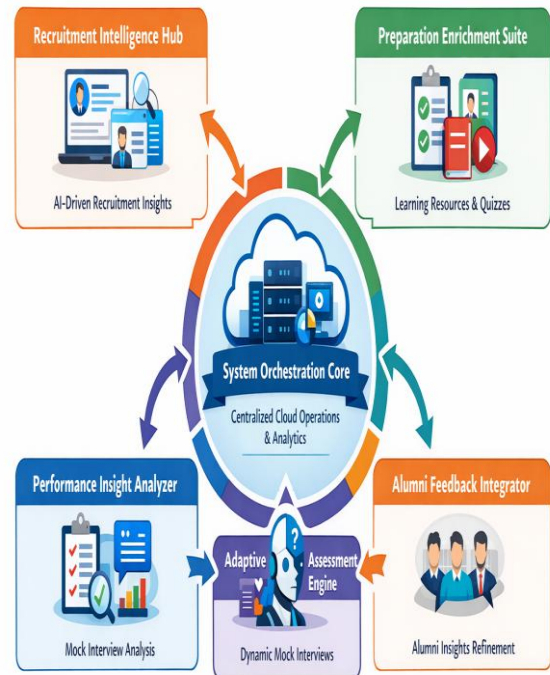 Recruitment Intelligence Hub
AI-Driven Recruitment Insights
Preparation Enrichment Suite
Learning Resources & Quizzes
System Orchestration Core
Centralized Cloud Operations
& Analytics
Performance Insight Analyzer
Mock Interview Analysis
Adaptive Assessment
Engine
?
Dynamic Mock Interviews
Alumni Feedback Integrator
Alumni Insights Refinement